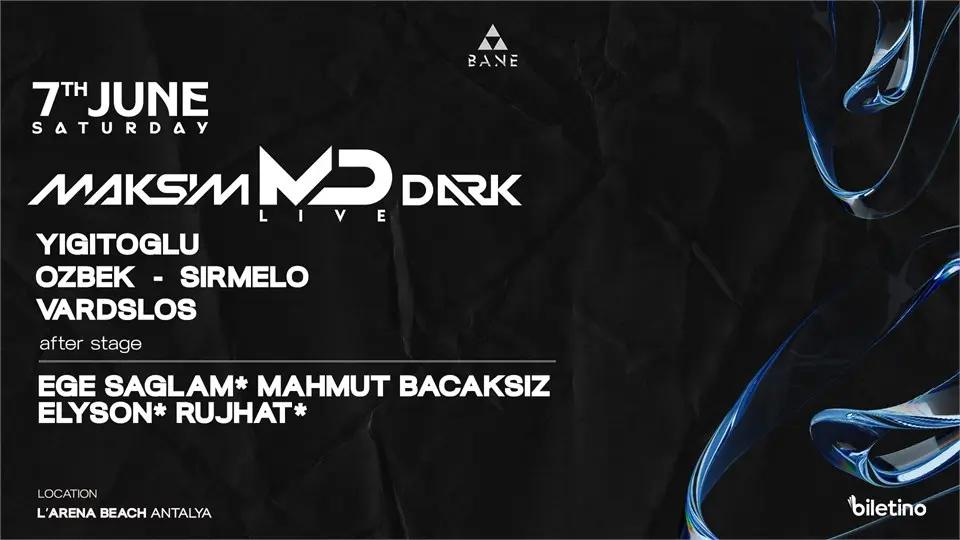 BANE
7TH JUNE
SATURDAY
MAKSIM MD DARK
LIVE
YIGITOGLU
OZBEK - SIRMELO
VARDSLOS
after stage
EGE SAGLAM* MAHMUT BACAKSIZ
ELYSON* RUJHAT*
LOCATION
L'ARENA BEACH ANTALYA
biletino